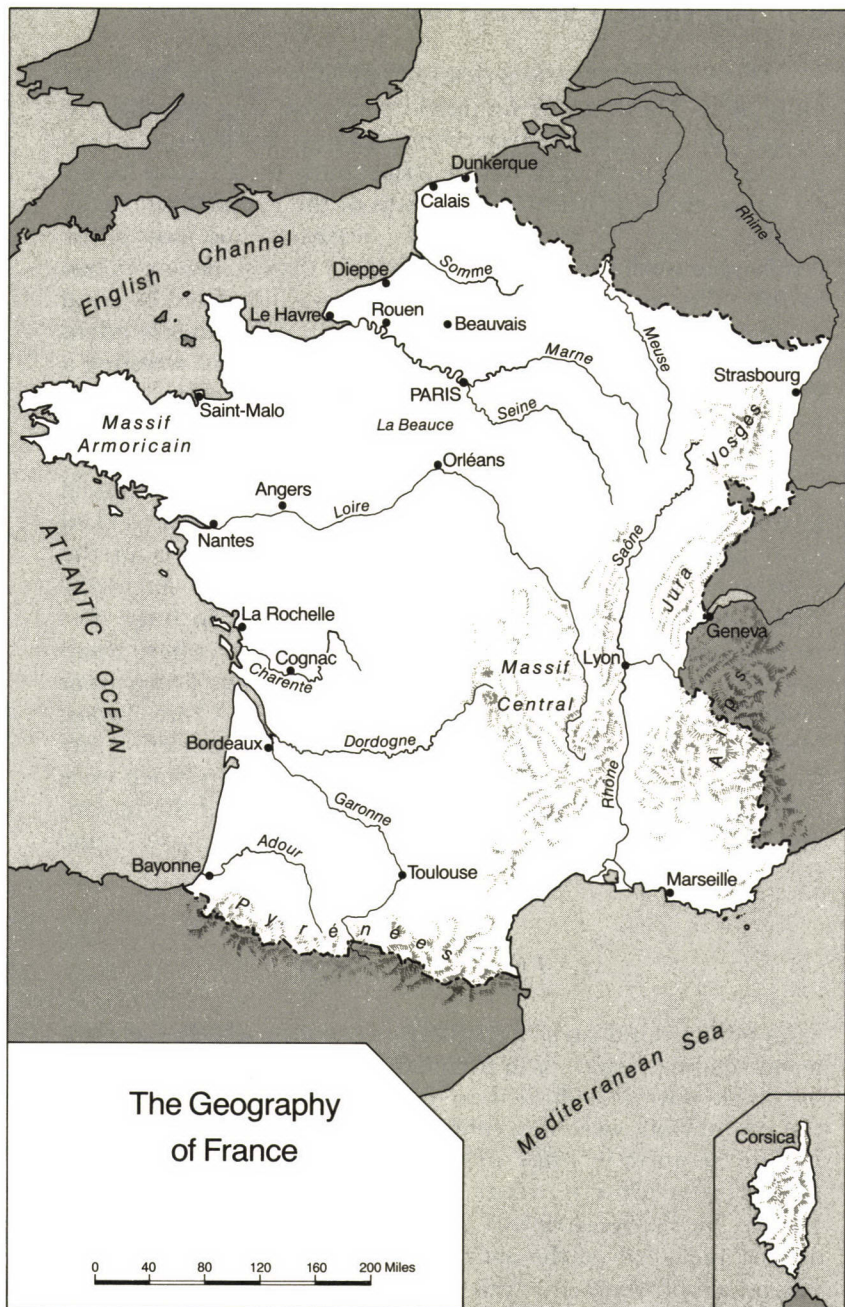 Dunkerque
Calais
Rhine
English Channel
Somme
Dieppe
Le Havre
Rouen
Beauvais
Meuse
Marne
PARIS
Strasbourg
Saint-Malo
Seine
Massif
Armoricain
La Beauce
Vosges
Orléans
Angers
Loire
Nantes
Saône
ATLANTIC OCEAN
Jura
La Rochelle
Geneva
Cognac
Charente
Massif
Central
Lyon
Alps
Bordeaux
Dordogne
Rhône
Garonne
Adour
Bayonne
Toulouse
Marseille
Pyrénées
Mediterranean Sea
The Geography
of France
Corsica
0 40 80 120 160 200 Miles